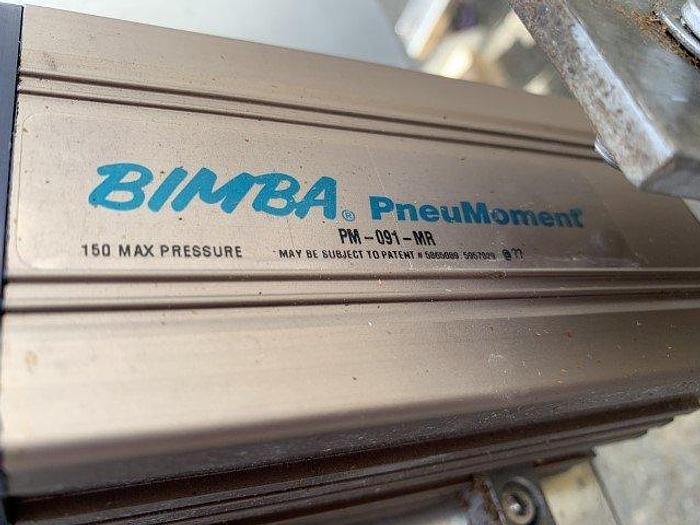 BIMBA® PneuMoment
PM-091-MR
150 MAX PRESSURE MAY BE SUBJECT TO PATENT #